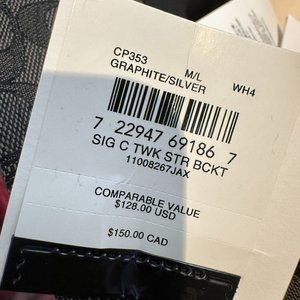 CP353 M/L
GRAPHITE/SILVER WH4
7 22947 69186 7
SIG C TWK STR BCKT
11008267JAX
COMPARABLE VALUE
$128.00 USD
$150.00 CAD